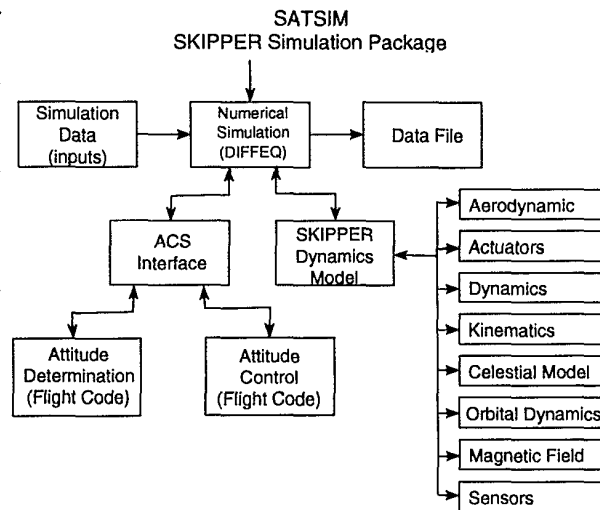 SATSIM
SKIPPER Simulation Package
Simulation
Data
(inputs)
Numerical
Simulation
(DIFFEQ)
Data File
ACS
Interface
SKIPPER
Dynamics
Model
Attitude
Determination
(Flight Code)
Attitude
Control
(Flight Code)
Aerodynamic
Actuators
Dynamics
Kinematics
Celestial Model
Orbital Dynamics
Magnetic Field
Sensors